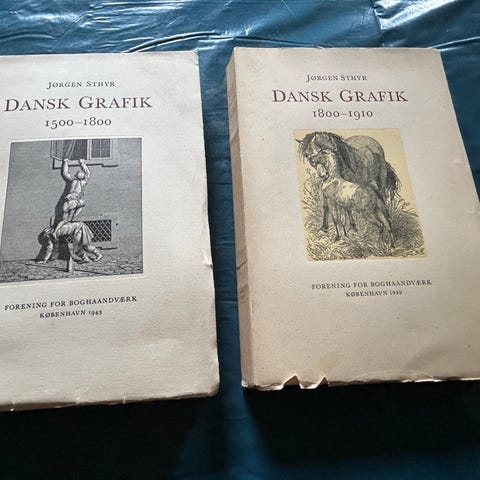 JØRGEN STHYR
DANSK GRAFIK
1500–1800
FORENING FOR BOGHAANDVÆRK
KØBENHAVN 1943
JØRGEN STHYR
DANSK GRAFIK
1800–1910
FORENING FOR BOGHAANDVÆRK
KØBENHAVN 1949